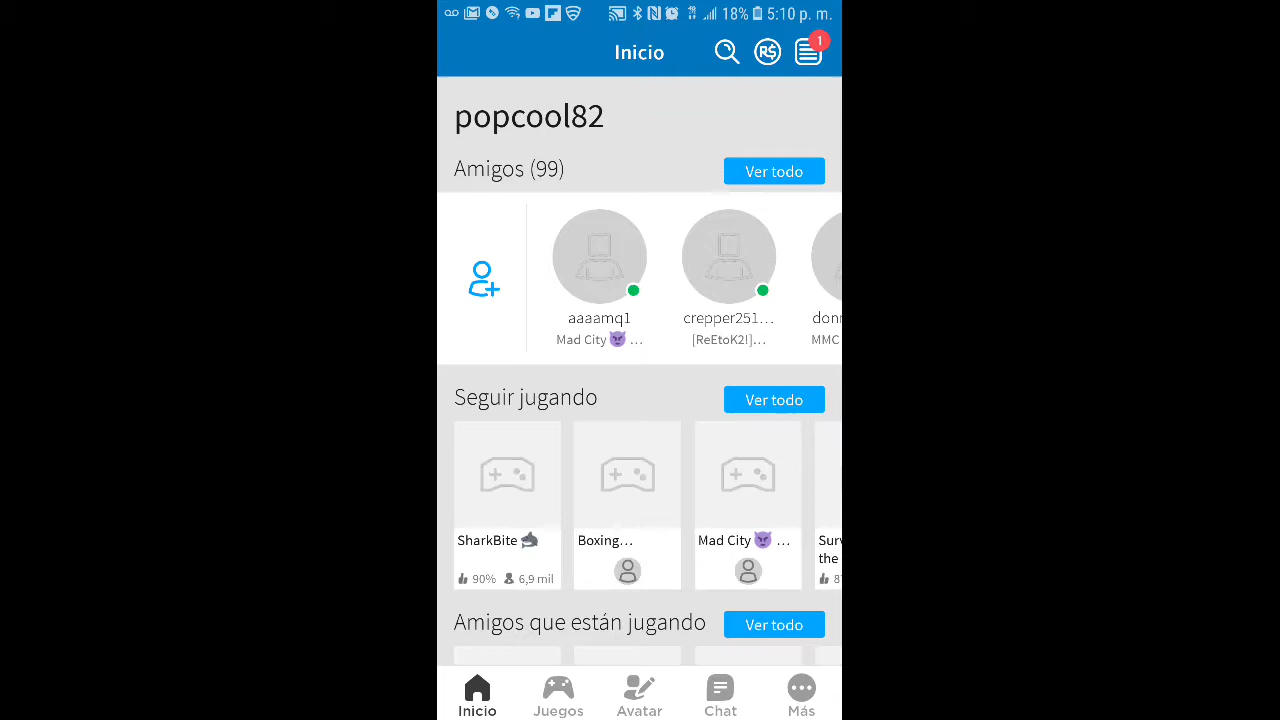 18% 5:10 p. m.
Inicio
R$
1
popcool82
Amigos (99)
Ver todo
aaaamq1
crepper251...
Mad City 😈 ...
[ReEtoK2!]...
MMC
Seguir jugando
Ver todo
SharkBite 🦈
Boxing...
Mad City 😈 ...
the
90%
6,9 mil
Amigos que están jugando
Ver todo
Inicio
Juegos
Avatar
Chat
Más